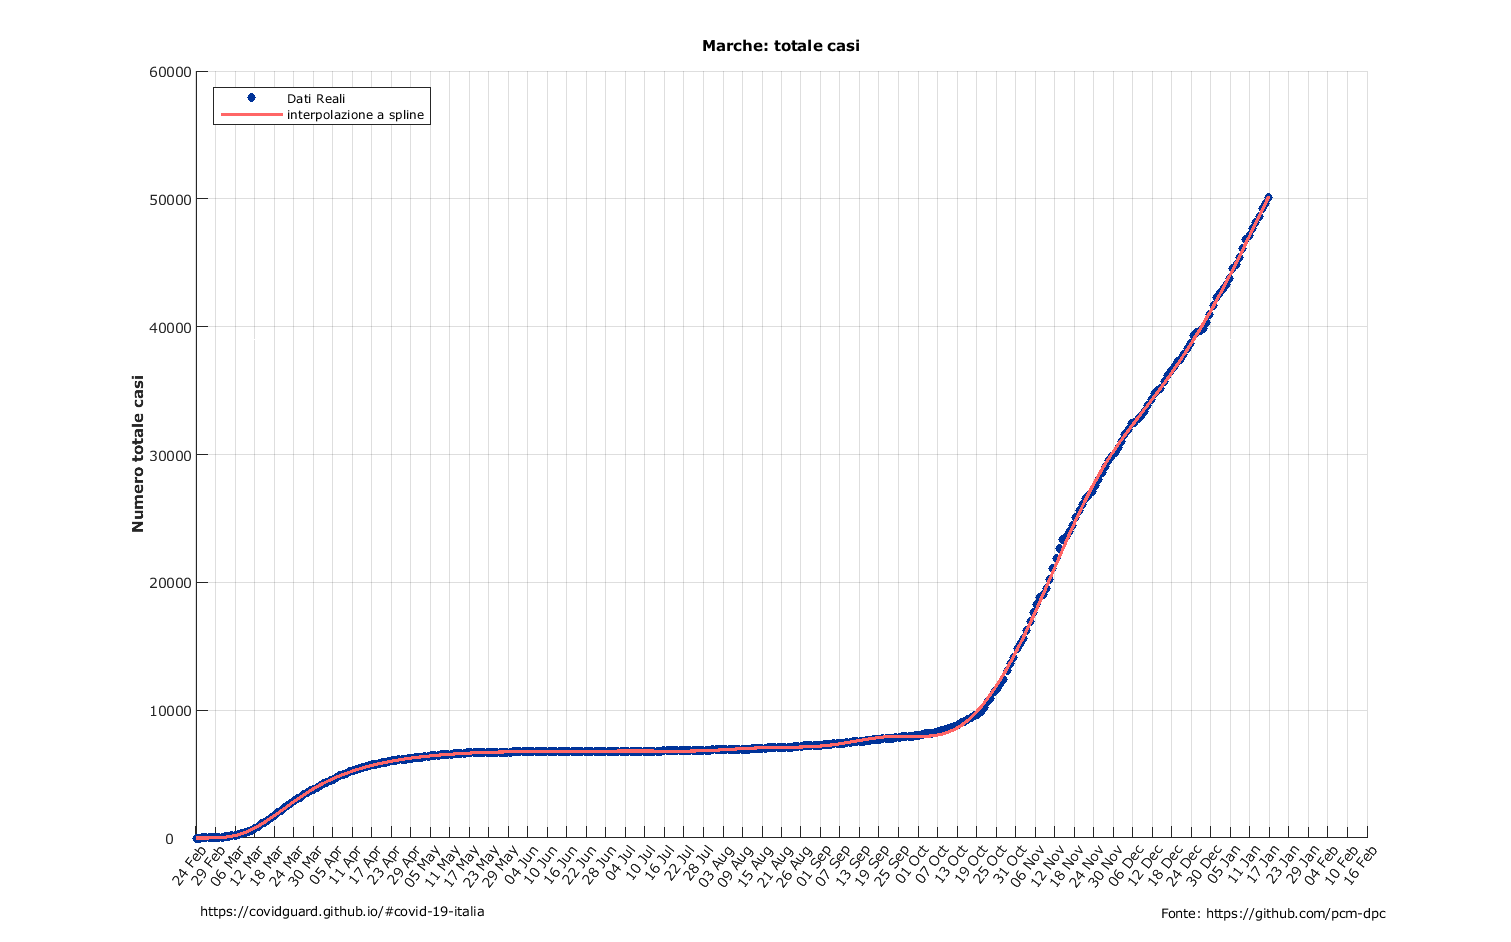 Marche: totale casi
60000
50000
40000
30000
20000
10000
0
Numero totale casi
Dati Reali
interpolazione a spline
24 Feb
29 Feb
06 Mar
12 Mar
18 Mar
24 Mar
30 Mar
05 Apr
11 Apr
17 Apr
23 Apr
29 Apr
05 May
11 May
17 May
23 May
29 May
04 Jun
10 Jun
16 Jun
22 Jun
28 Jun
04 Jul
10 Jul
16 Jul
22 Jul
28 Jul
03 Aug
09 Aug
15 Aug
21 Aug
26 Aug
01 Sep
07 Sep
13 Sep
19 Sep
25 Oct
01 Oct
07 Oct
13 Oct
19 Oct
25 Oct
31 Oct
06 Nov
12 Nov
18 Nov
24 Nov
30 Nov
06 Dec
12 Dec
18 Dec
24 Dec
30 Dec
05 Jan
11 Jan
17 Jan
23 Jan
29 Jan
04 Feb
10 Feb
16 Feb
https://covidguard.github.io/#covid-19-italia
Fonte: https://github.com/pcm-dpc